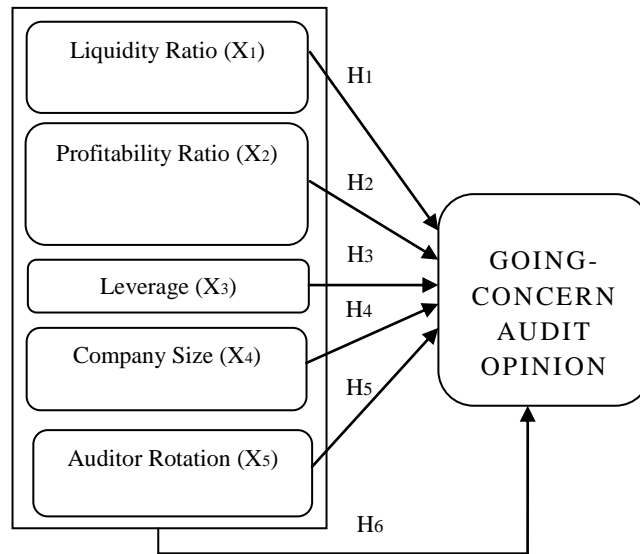 Liquidity Ratio (X1)
H1
Profitability Ratio (X2)
H2
H3
Leverage (X3)
H4
Company Size (X4)
H5
Auditor Rotation (X5)
H6
GOING-
CONCERN
AUDIT
OPINION